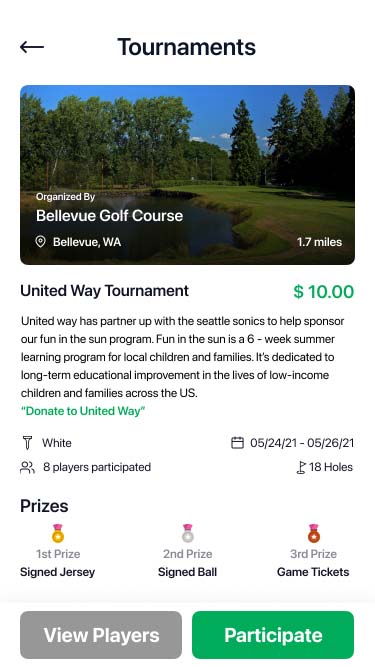 Tournaments
Organized By
Bellevue Golf Course
Bellevue, WA 1.7 miles
United Way Tournament $ 10.00
United way has partner up with the seattle sonics to help sponsor
our fun in the sun program. Fun in the sun is a 6 - week summer
learning program for local children and families. It's dedicated to
long-term educational improvement in the lives of low-income
children and families across the US.
“Donate to United Way”
White 05/24/21 - 05/26/21
8 players participated 18 Holes
Prizes
1st Prize 2nd Prize 3rd Prize
Signed Jersey Signed Ball Game Tickets
View Players Participate